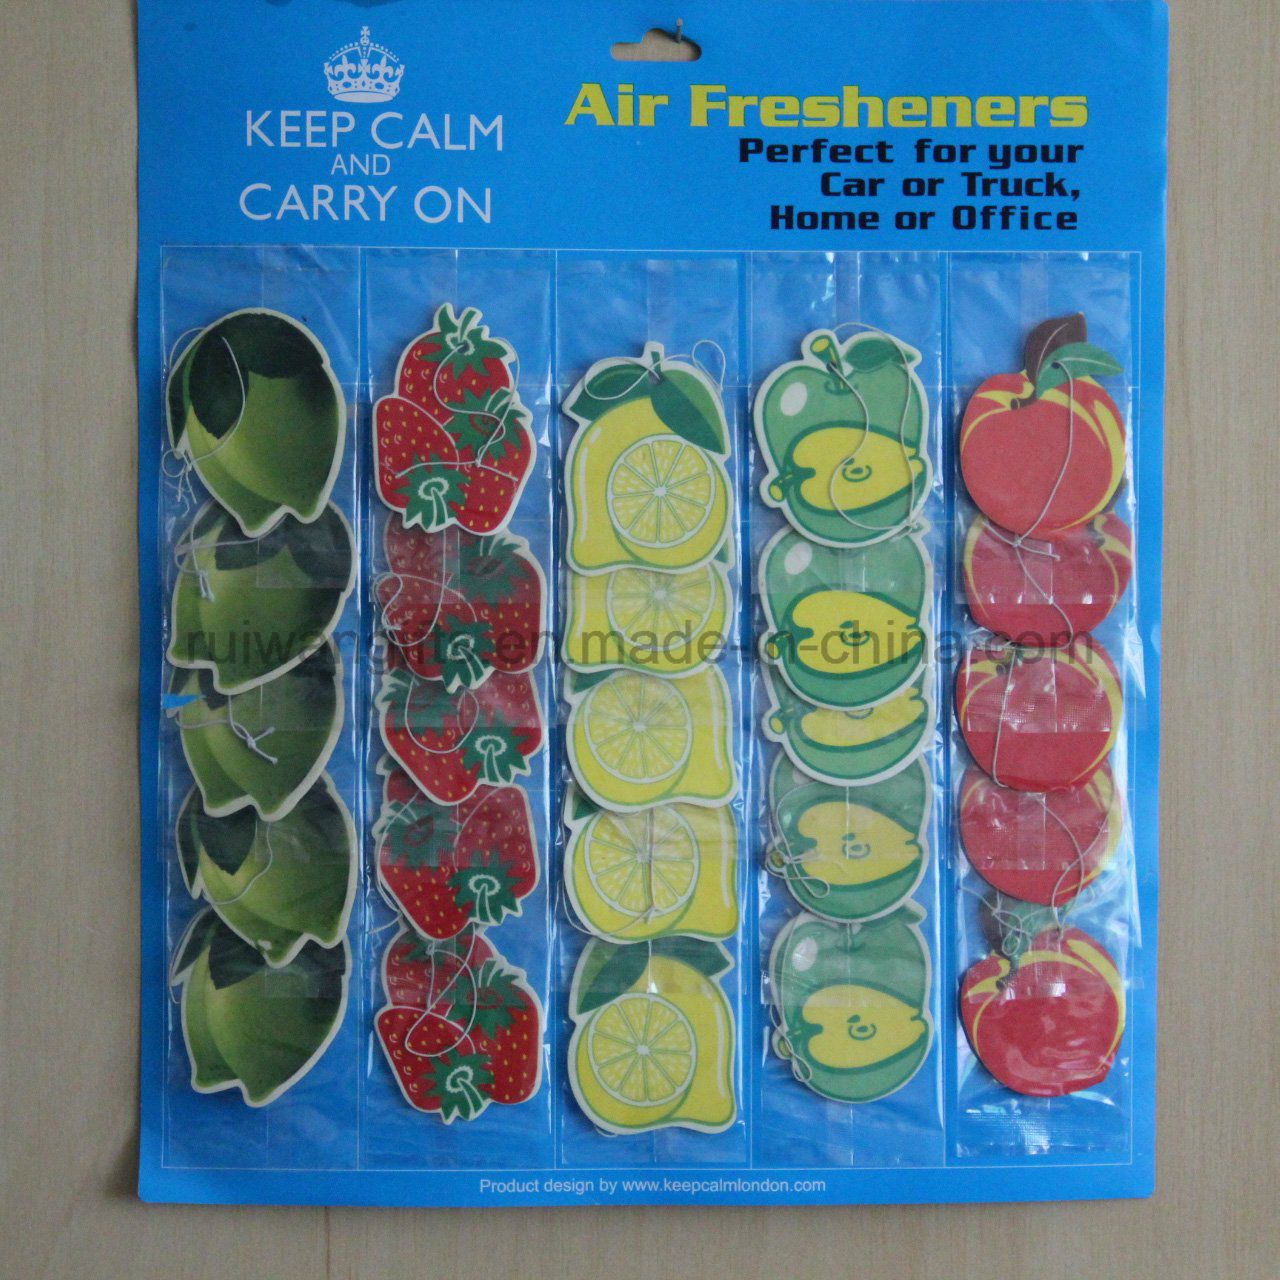 KEEP CALM
AND
CARRY ON
Air Fresheners
Perfect for your
Car or Truck,
Home or Office
ruiwanggifts.en.made-in-china.com
Product design by www.keepcalmlondon.com